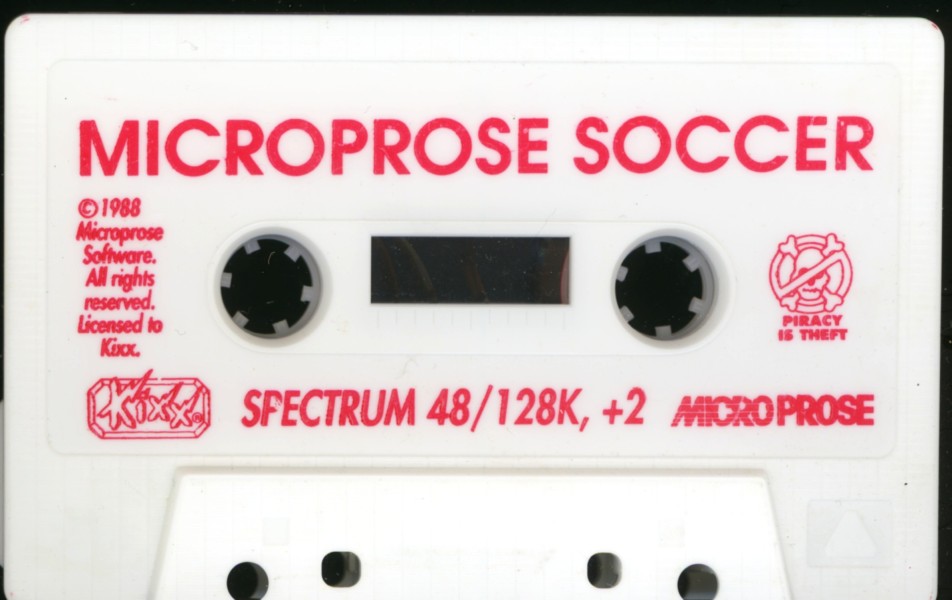 MICROPROSE SOCCER
©1988
Microprose
Software.
All rights
reserved.
Licensed to
Kixx.
PIRACY
IS THEFT
Kixx
SPECTRUM 48/128K, +2
MICROPROSE